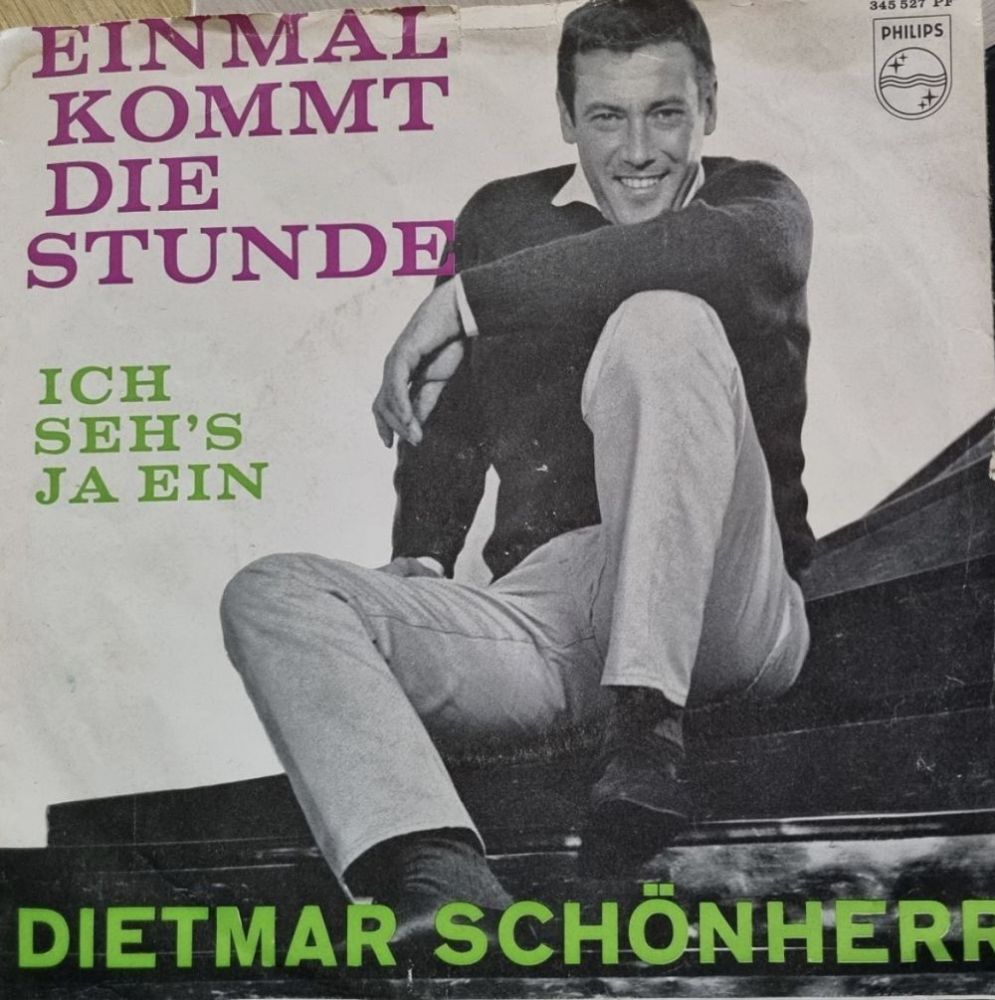 345 527 PF
PHILIPS
EINMAL
KOMMT
DIE
STUNDE
ICH
SEH'S
JA EIN
DIETMAR SCHÖNHERR